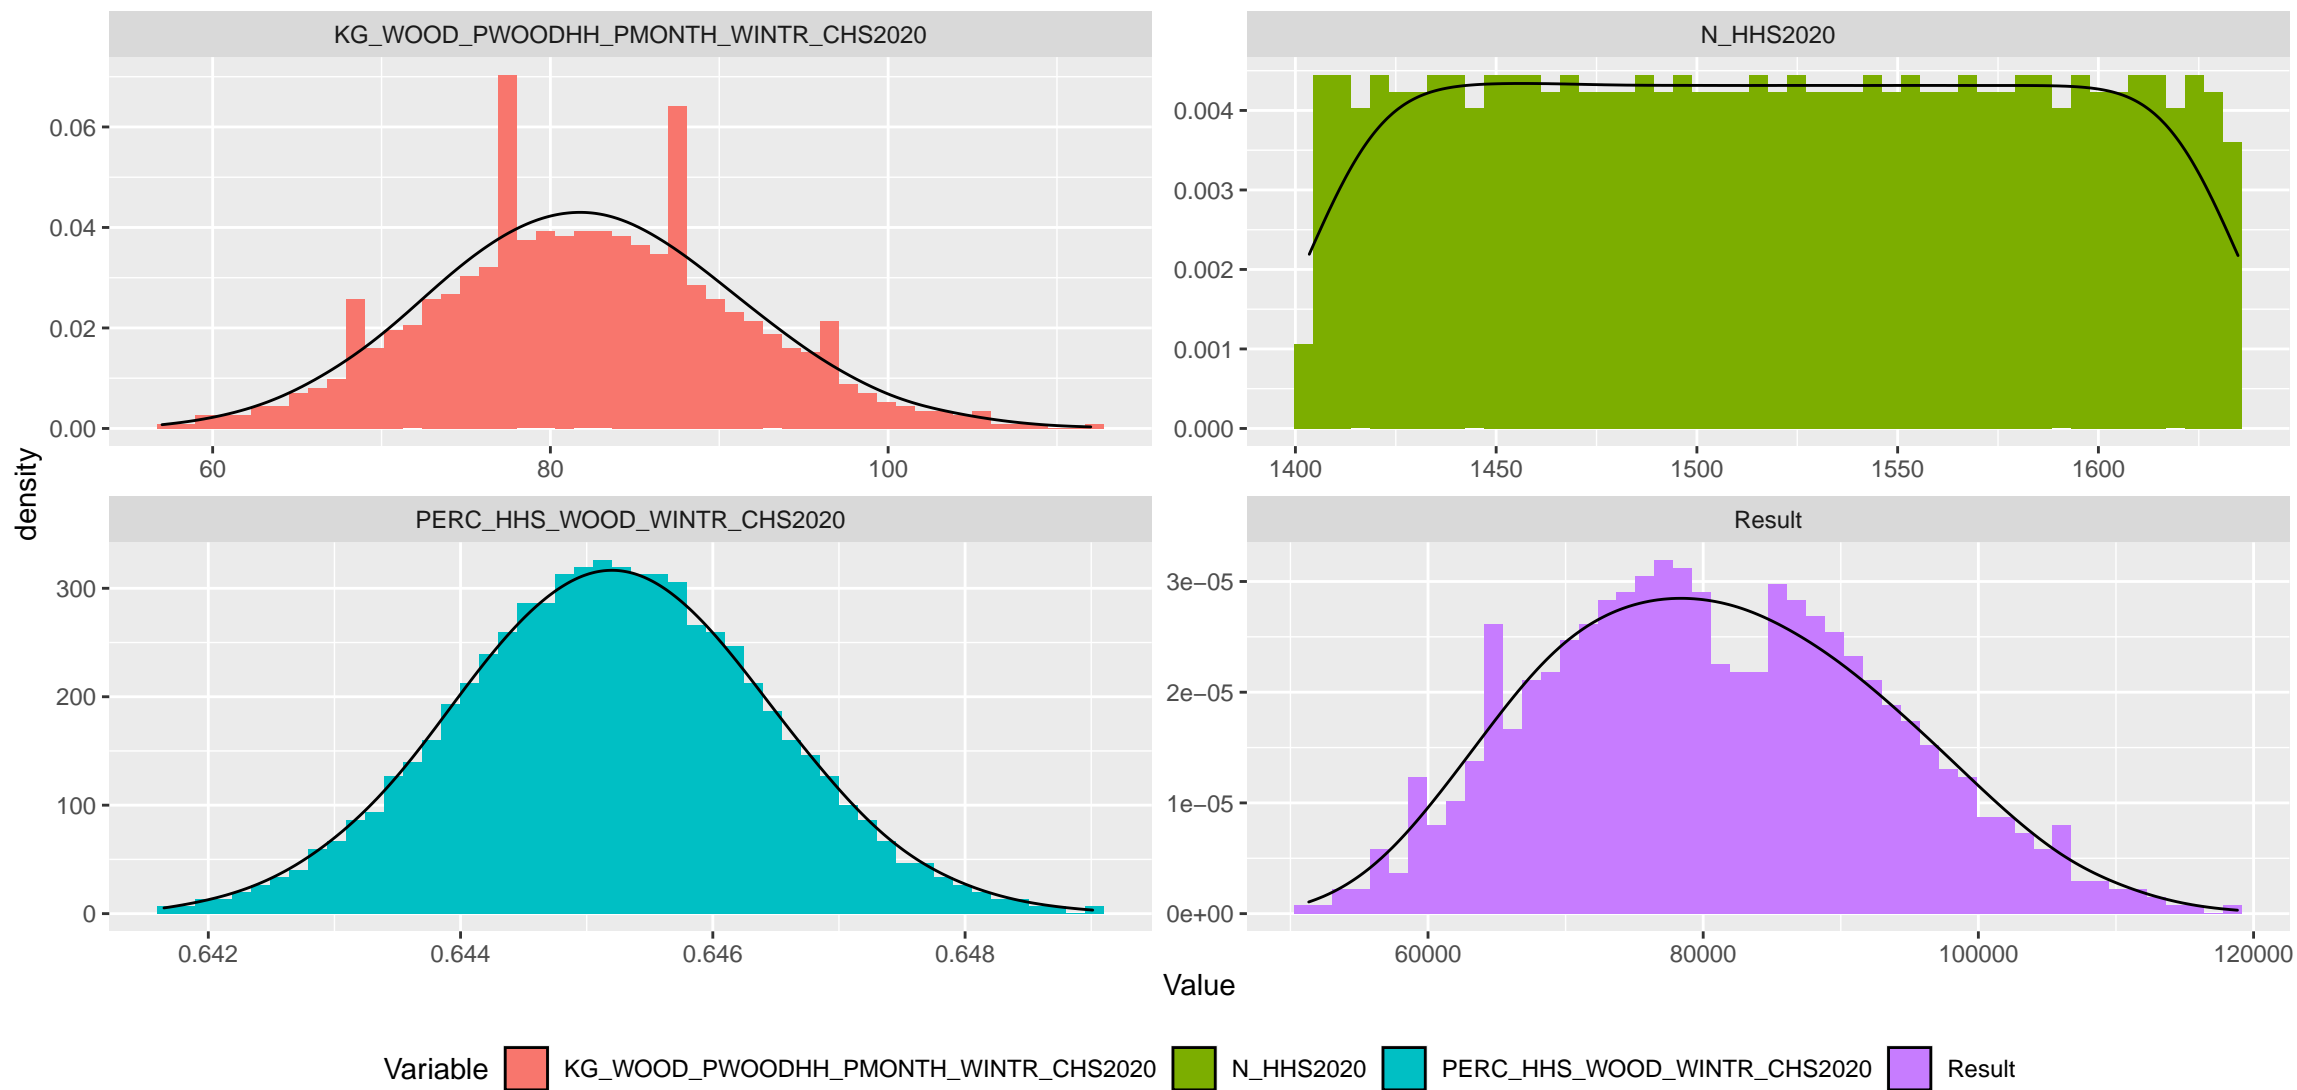 KG_WOOD_PWOODHH_PMONTH_WINTR_CHS2020
N_HHS2020
0.06
0.04
0.02
0.00
60
80
100
0.004
0.003
0.002
0.001
0.000
1400
1450
1500
1550
1600
density
PERC_HHS_WOOD_WINTR_CHS2020
Result
300
200
100
0
0.642
0.644
0.646
0.648
3e−05
2e−05
1e−05
0e+00
60000
80000
100000
120000
Value
Variable
KG_WOOD_PWOODHH_PMONTH_WINTR_CHS2020
N_HHS2020
PERC_HHS_WOOD_WINTR_CHS2020
Result